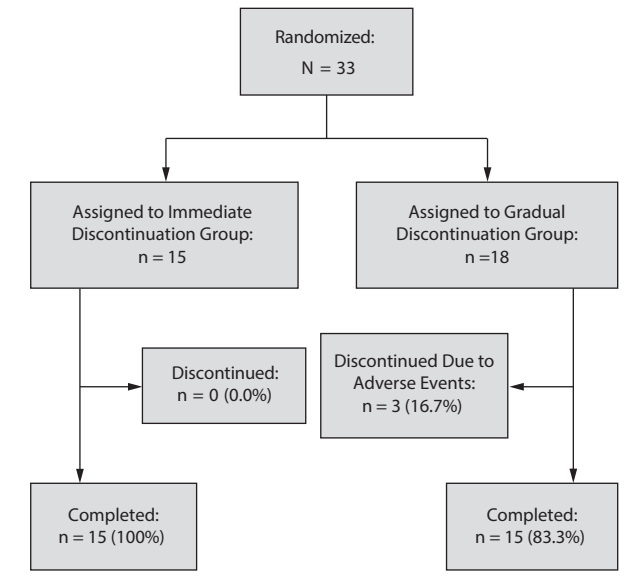 Randomized:
N = 33
Assigned to Immediate
Discontinuation Group:
n = 15
Assigned to Gradual
Discontinuation Group:
n =18
Discontinued:
n = 0 (0.0%)
Discontinued Due to
Adverse Events:
n = 3 (16.7%)
Completed:
n = 15 (100%)
Completed:
n = 15 (83.3%)